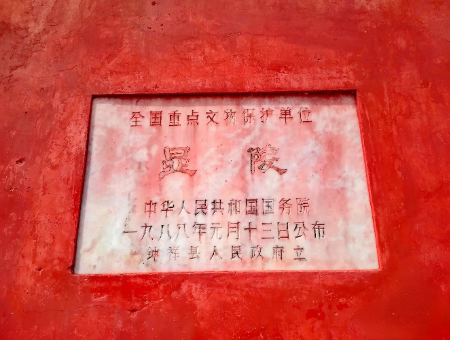 全国重点文物保护单位
显陵
中华人民共和国国务院
一九八八年元月十三日公布
钟祥县人民政府立